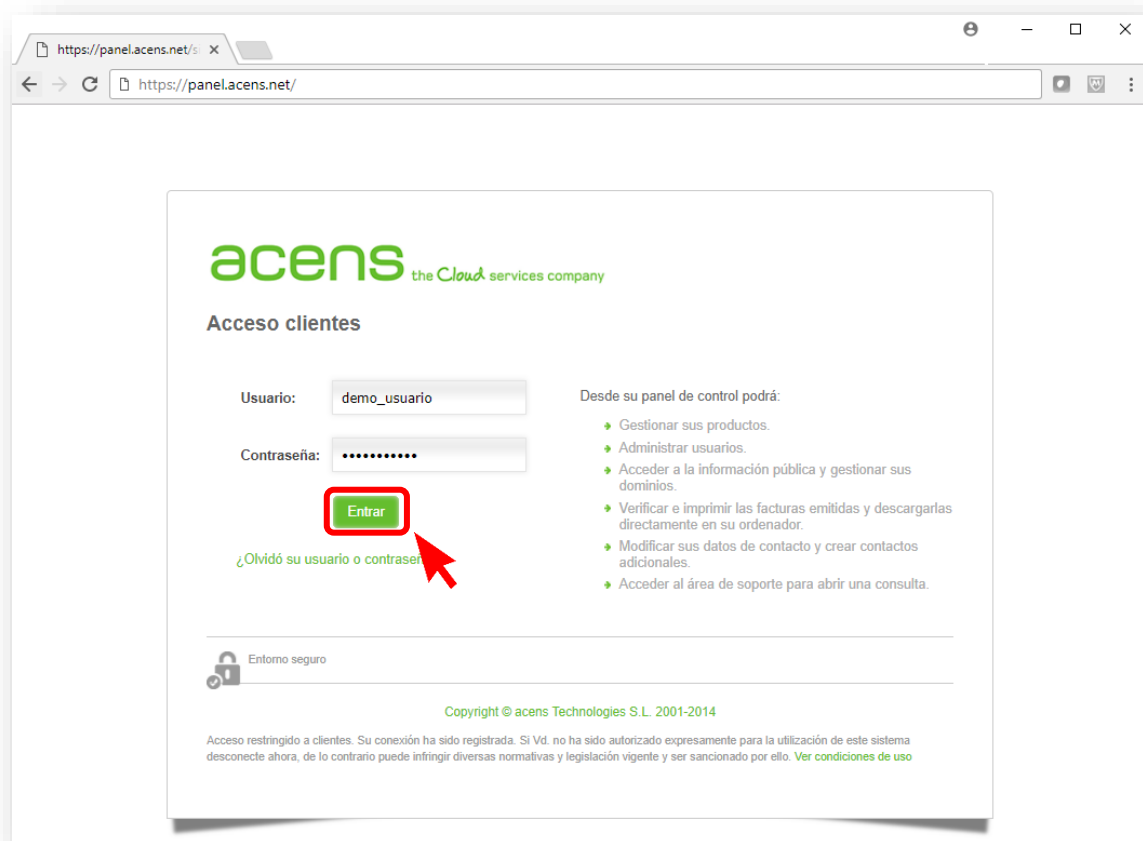 https://panel.acens.net/s
https://panel.acens.net/
acens the Cloud services company
Acceso clientes
Usuario: demo_usuario
Contraseña: •••••••••••
Entrar
¿Olvidó su usuario o
Desde su panel de control podrá:
Gestionar sus productos.
Administrar usuarios.
Acceder a la información pública y gestionar sus
dominios.
Verificar e imprimir las facturas emitidas y descargarlas
directamente en su ordenador.
Modificar sus datos de contacto y crear contactos
adicionales.
Acceder al área de soporte para abrir una consulta.
Entorno seguro
Copyright © acens Technologies S.L. 2001-2014
Acceso restringido a clientes. Su conexión ha sido registrada. Si Vd. no ha sido autorizado expresamente para la utilización de este sistema
desconecte ahora, de lo contrario puede infringir diversas normativas y legislación vigente y ser sancionado por ello. Ver condiciones de uso